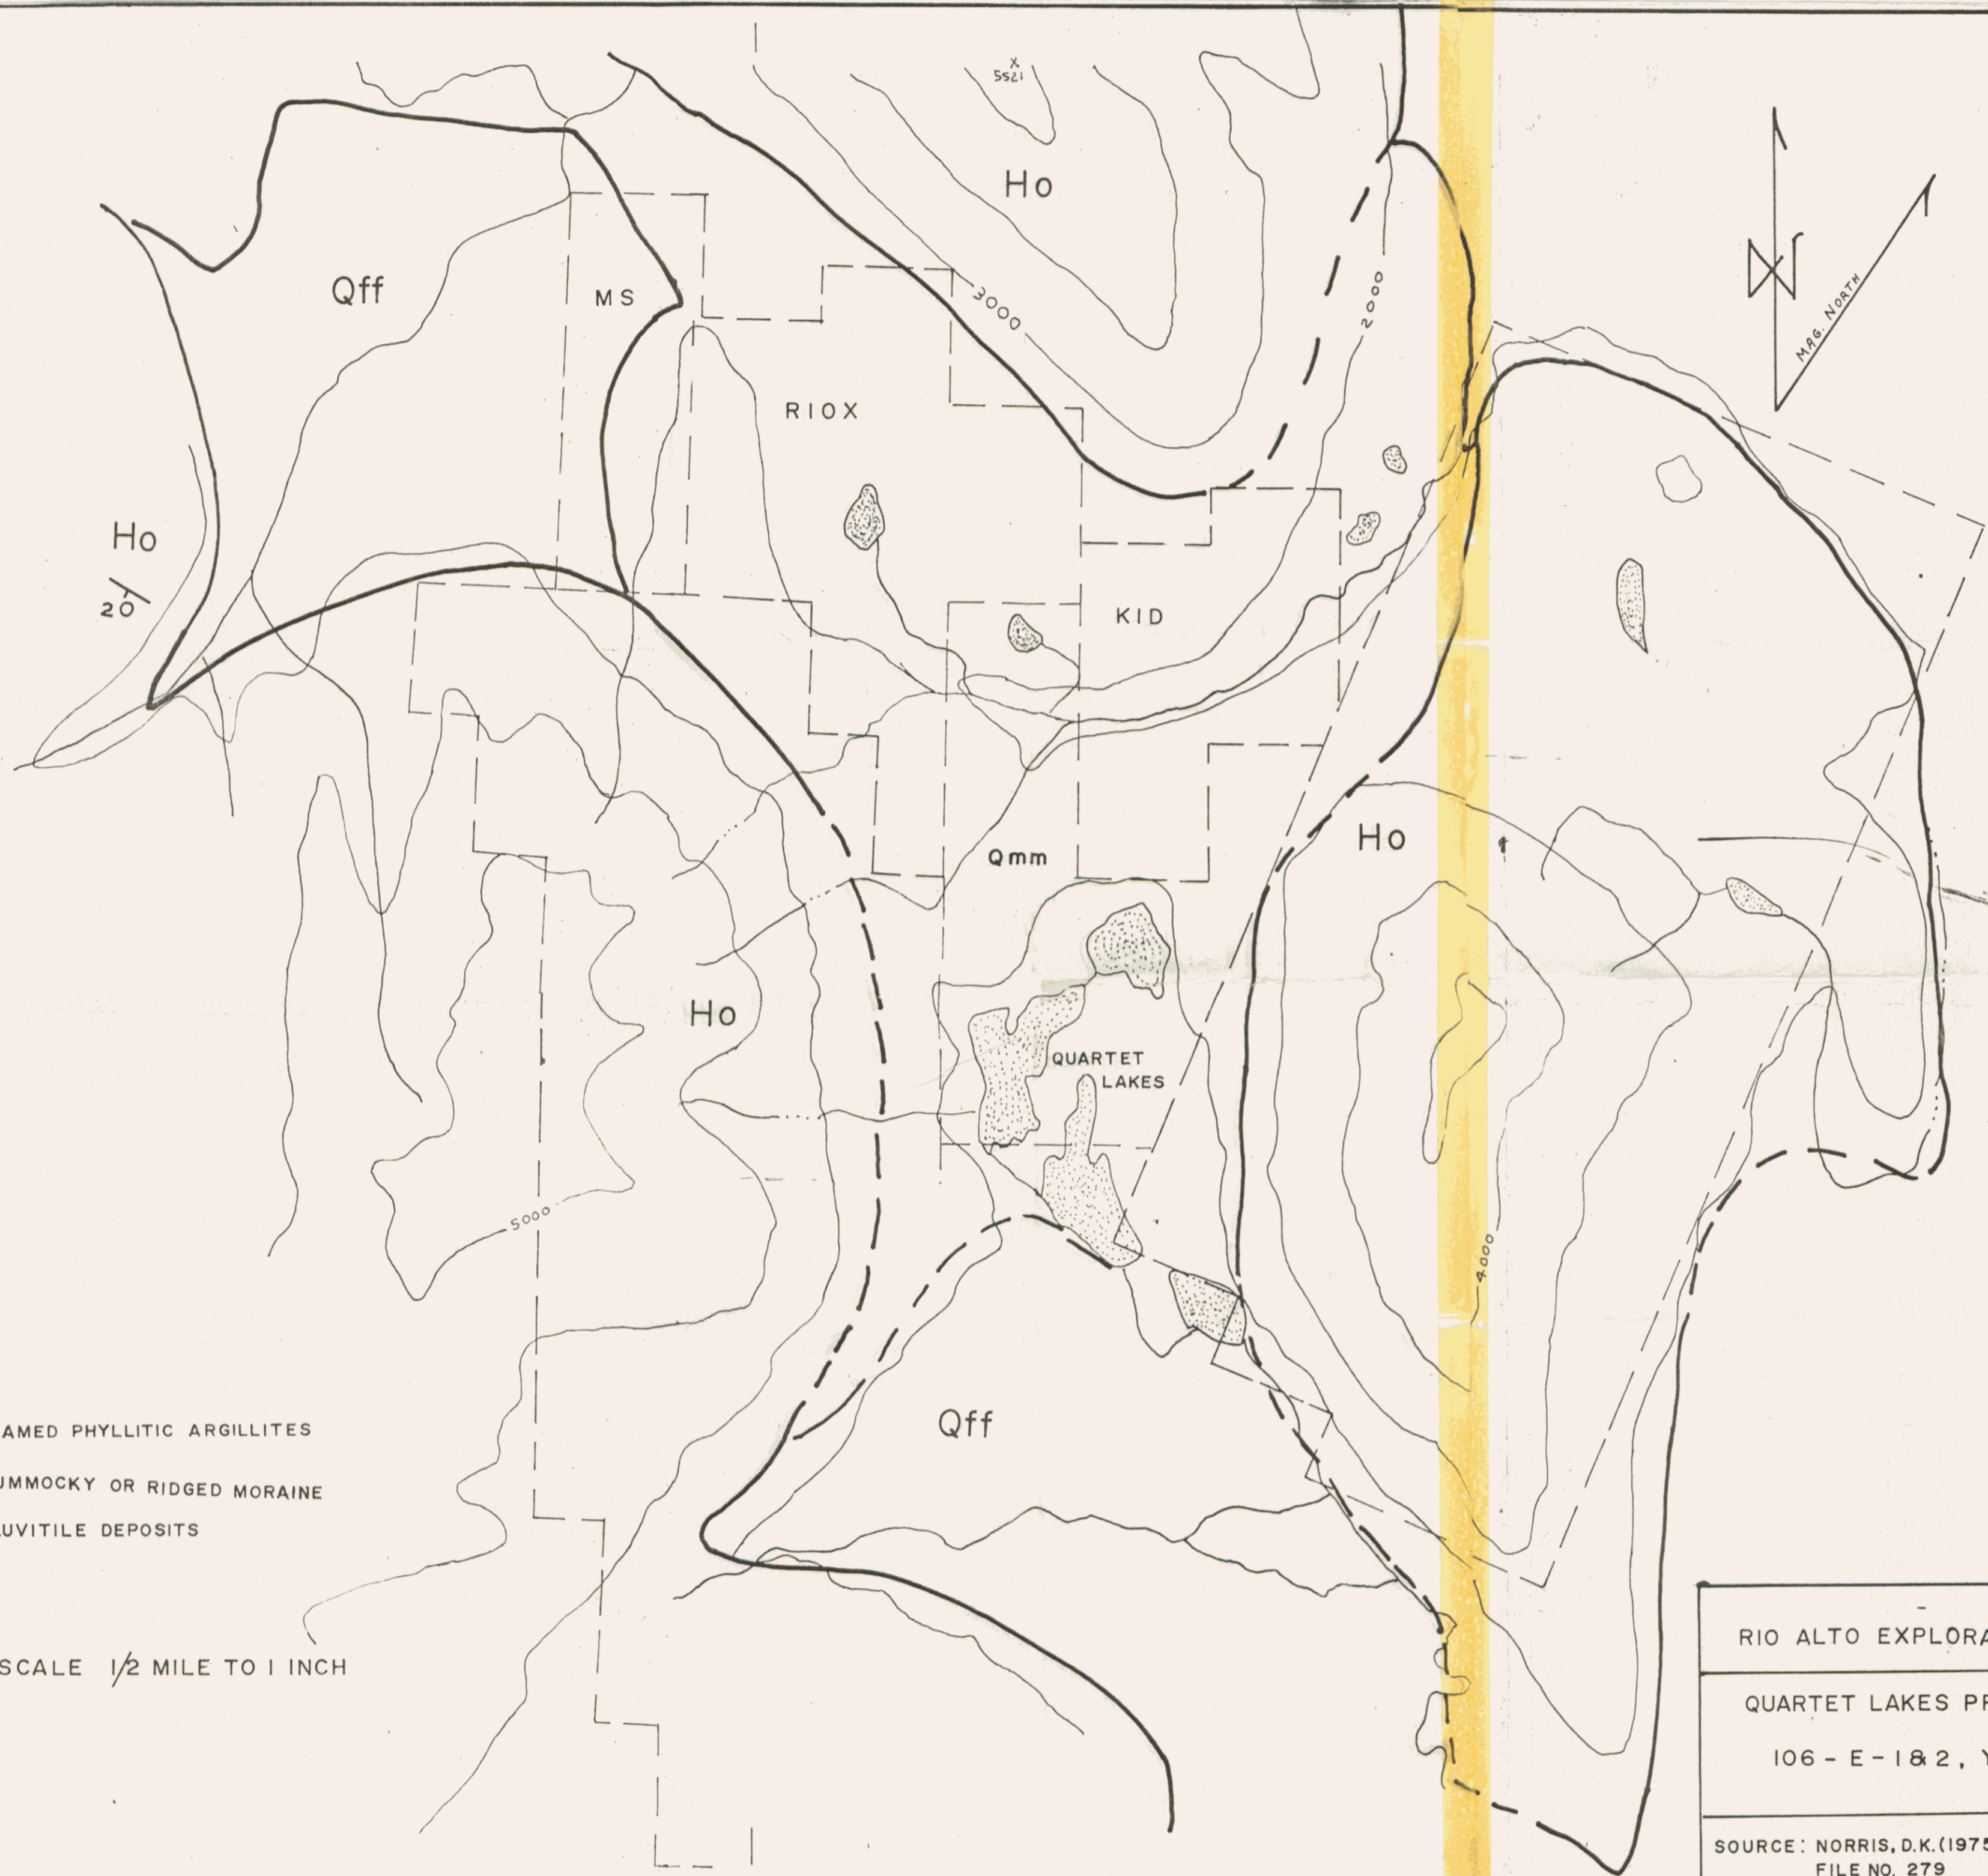 X
5521
Ho
Qff
MS
3000
2000
N
MAG. NORTH
RIOX
Ho
20
KID
Qmm
Ho
Ho
QUARTET
LAKES
5000
4000
Qff
AMED PHYLLITIC ARGILLITES
UMMOCKY OR RIDGED MORAINE
UVITILE DEPOSITS
SCALE 1/2 MILE TO 1 INCH
RIO ALTO EXPLORA
QUARTET LAKES PR
106 - E - 1 & 2, Y
SOURCE: NORRIS, D.K. (1975
FILE NO. 279